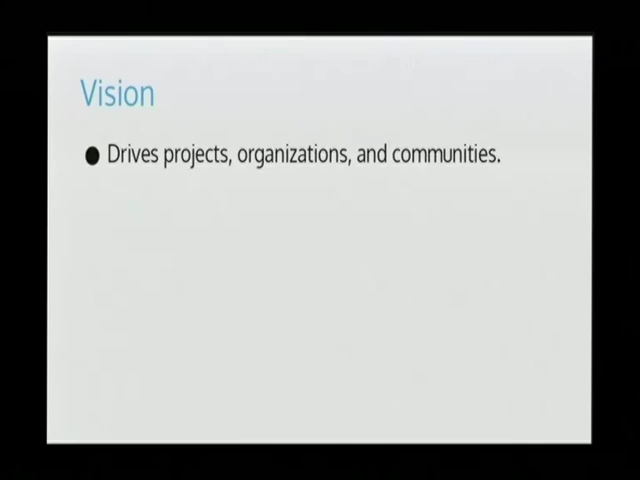 Vision
● Drives projects, organizations, and communities.